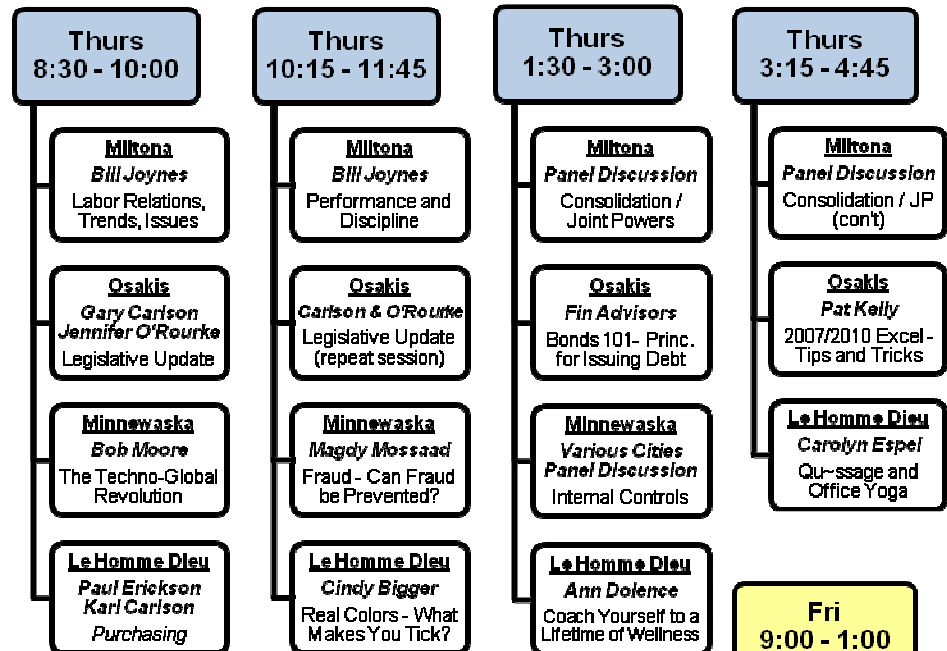 Thurs
8:30 - 10:00
Miltona
Bill Joynes
Labor Relations,
Trends, Issues
Osakis
Gary Carlson
Jennifer O'Rourke
Legislative Update
Minnewaska
Bob Moore
The Techno-Global
Revolution
Le Homme Dieu
Paul Erickson
Karl Carlson
Purchasing
Thurs
10:15 - 11:45
Miltona
Bill Joynes
Performance and
Discipline
Osakis
Carlson & O'Rourke
Legislative Update
(repeat session)
Minnewaska
Magdy Mossaad
Fraud - Can Fraud
be Prevented?
Le Homme Dieu
Cindy Bigger
Real Colors - What
Makes You Tick?
Thurs
1:30 - 3:00
Miltona
Panel Discussion
Consolidation /
Joint Powers
Osakis
Fin Advisors
Bonds 101- Princ.
for Issuing Debt
Minnewaska
Various Cities
Panel Discussion
Internal Controls
Le Homme Dieu
Ann Dolence
Coach Yourself to a
Lifetime of Wellness
Thurs
3:15 - 4:45
Miltona
Panel Discussion
Consolidation / JP
(con't)
Osakis
Pat Kelly
2007/2010 Excel -
Tips and Tricks
Le Homme Dieu
Carolyn Espel
Qu~ssage and
Office Yoga
Fri
9:00 - 1:00